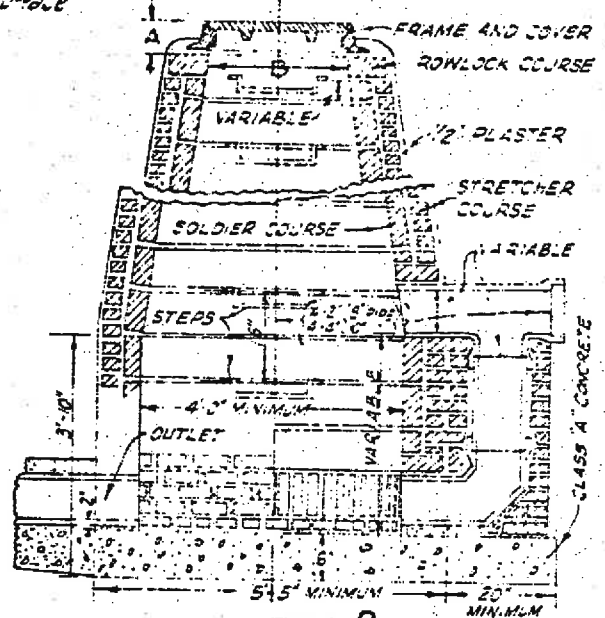 A
FRAME AND COVER
B
ROWLOCK COURSE
VARIABLE
1/2" PLASTER
STRETCHER
COURSE
SOLDIER COURSE
VARIABLE
STEPS
4'-0" MINIMUM
VARIABLE
3'-10"
OUTLET
CLASS "A" CONCRETE
5'-5" MINIMUM
20"
MINIMUM